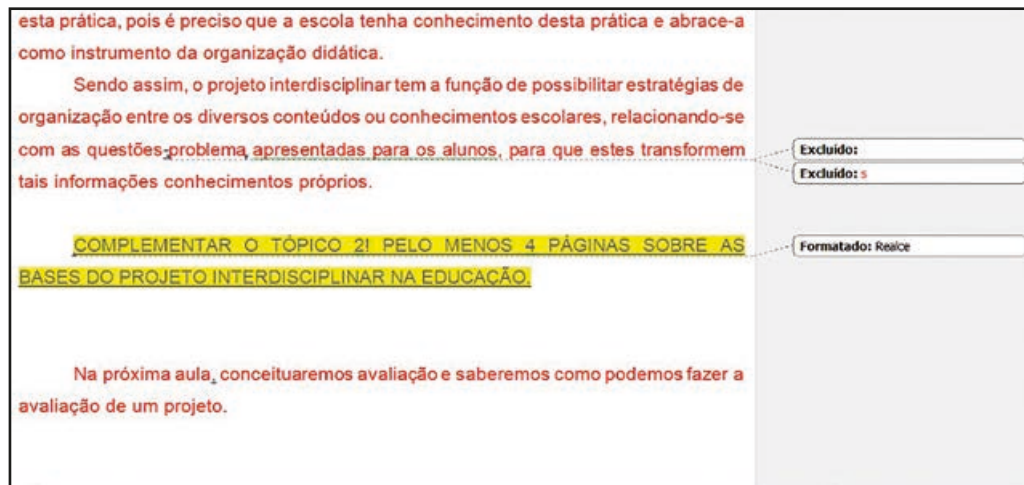 esta prática, pois é preciso que a escola tenha conhecimento desta prática e abrace-a
como instrumento da organização didática.
Sendo assim, o projeto interdisciplinar tem a função de possibilitar estratégias de
organização entre os diversos conteúdos ou conhecimentos escolares, relacionando-se
com as questões-problema apresentadas para os alunos, para que estes transformem
Excluído:
Excluído: s
tais informações conhecimentos próprios.
COMPLEMENTAR O TÓPICO 2! PELO MENOS 4 PÁGINAS SOBRE AS
Formatado: Realce
BASES DO PROJETO INTERDISCIPLINAR NA EDUCAÇÃO.
Na próxima aula, conceituaremos avaliação e saberemos como podemos fazer a
avaliação de um projeto.